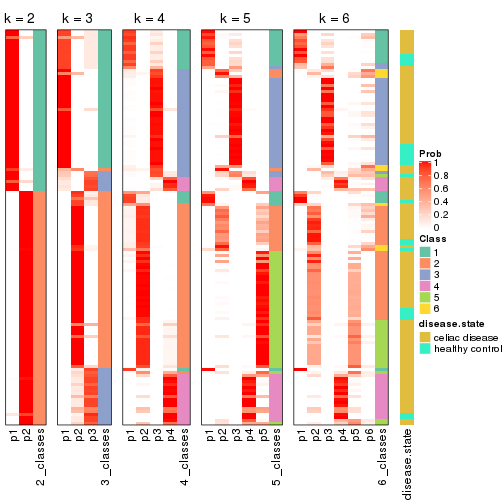 k = 2
k = 3
k = 4
k = 5
k = 6
Prob
1
0.8
0.6
0.4
0.2
0
Class
1
2
3
4
5
6
disease.state
celiac disease
healthy control
p1
p2
2_classes
p1
p2
p3
3_classes
p1
p2
p3
p4
4_classes
p1
p2
p3
p4
p5
5_classes
p1
p2
p3
p4
p5
p6
6_classes
disease.state